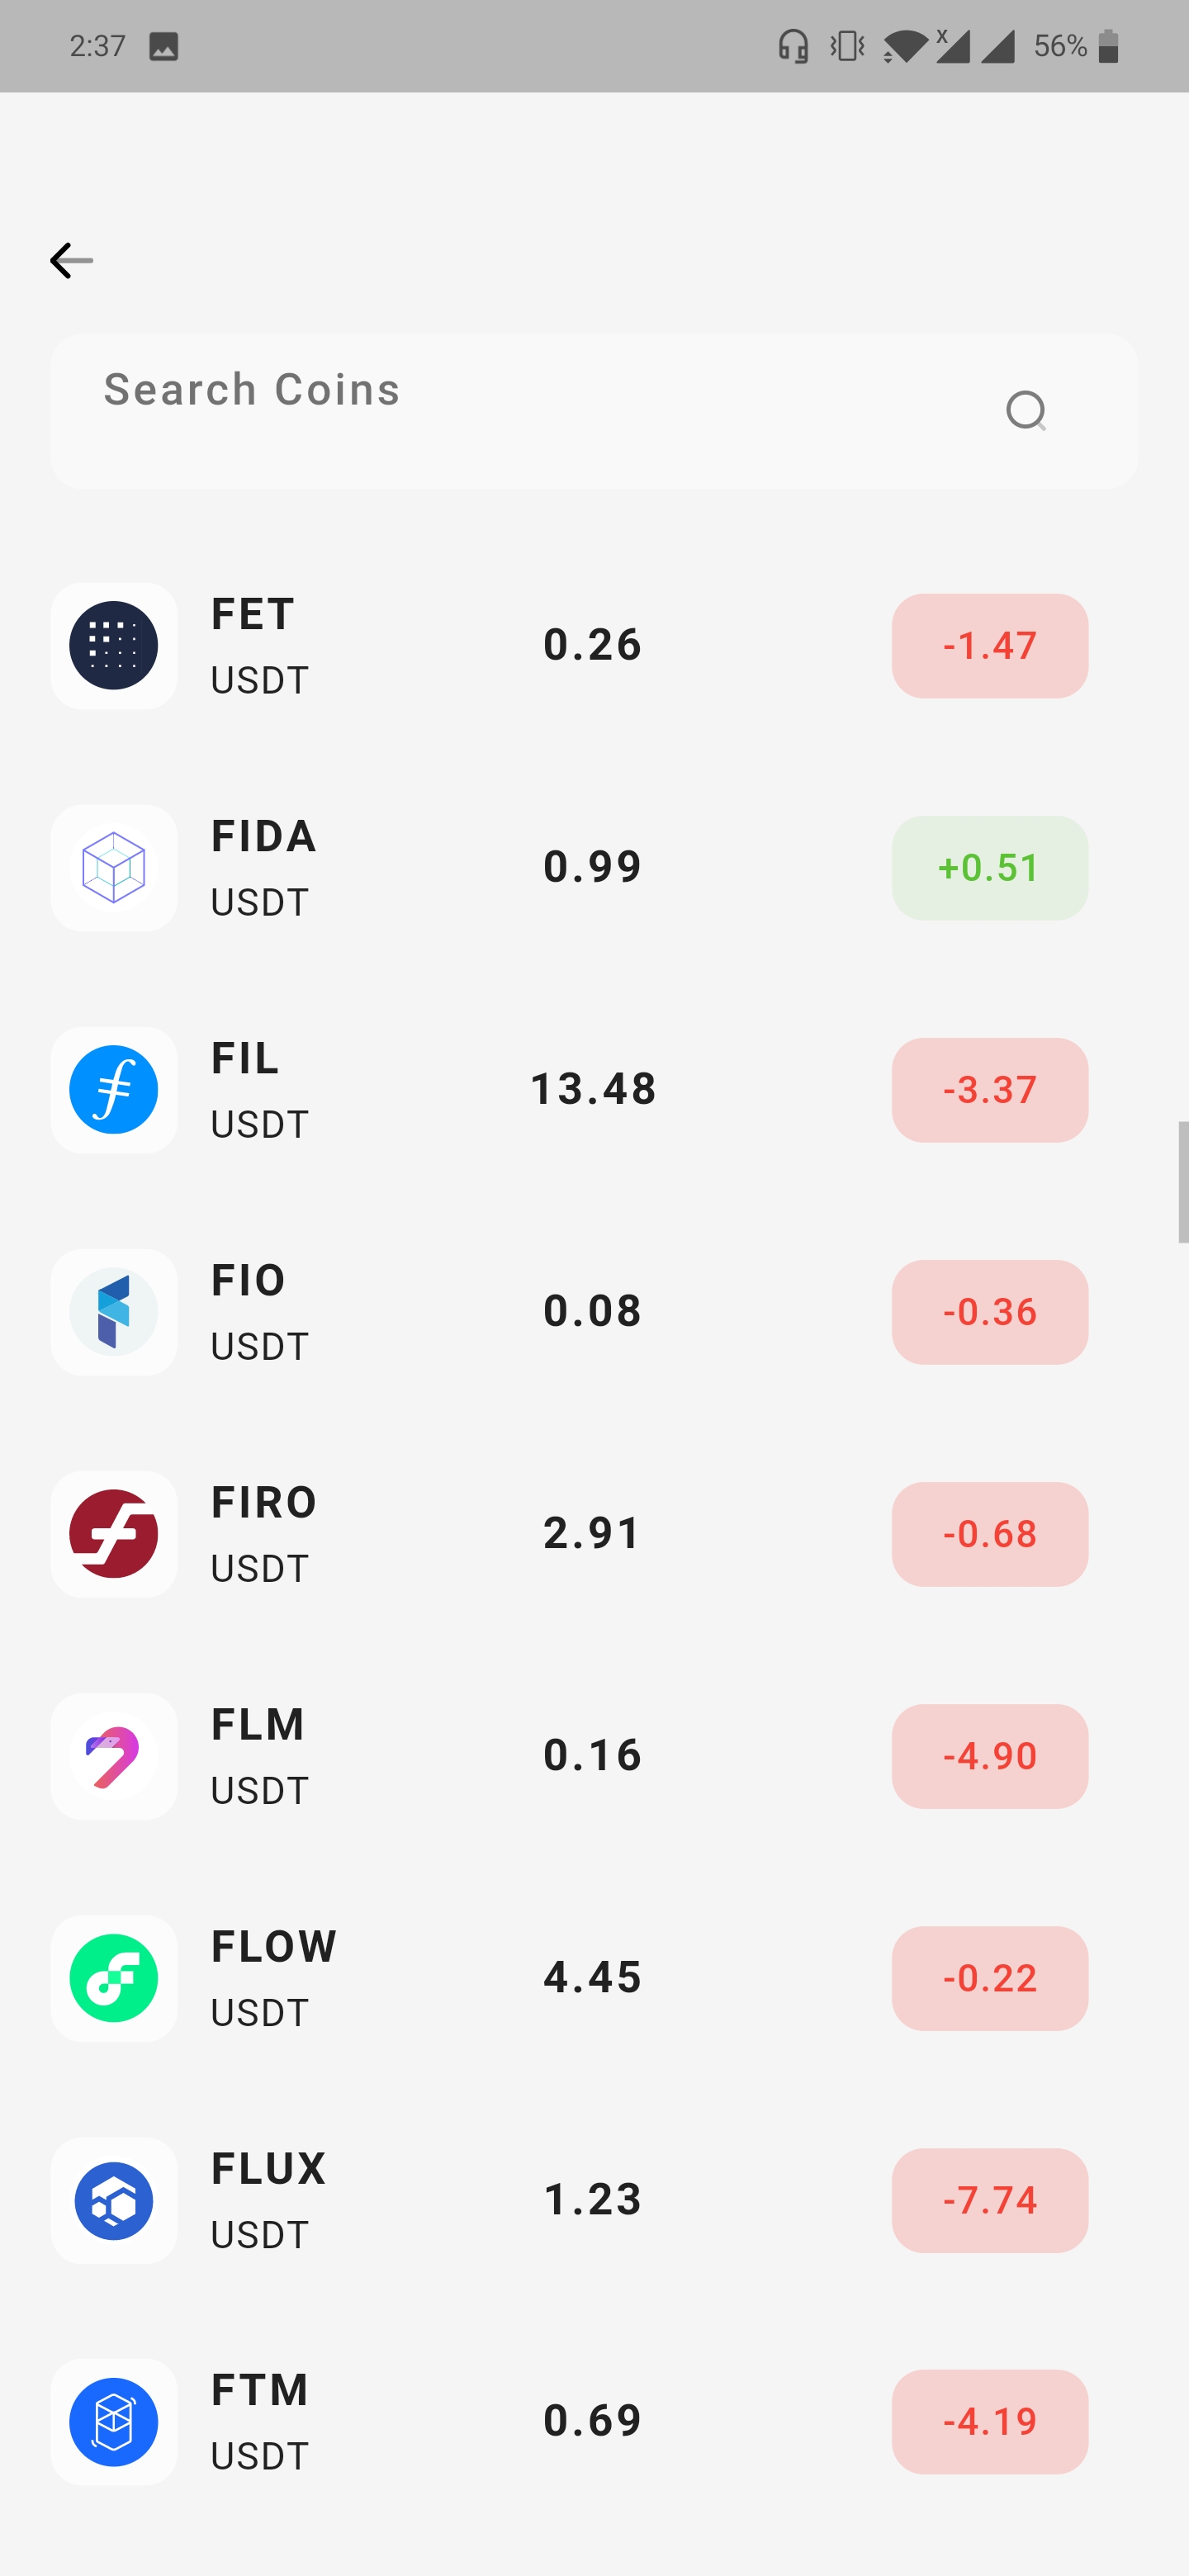 2:37
x
56%
Search Coins
FET
USDT
0.26
-1.47
FIDA
USDT
0.99
+0.51
FIL
USDT
13.48
-3.37
FIO
USDT
0.08
-0.36
FIRO
USDT
2.91
-0.68
FLM
USDT
0.16
-4.90
FLOW
USDT
4.45
-0.22
FLUX
USDT
1.23
-7.74
FTM
USDT
0.69
-4.19